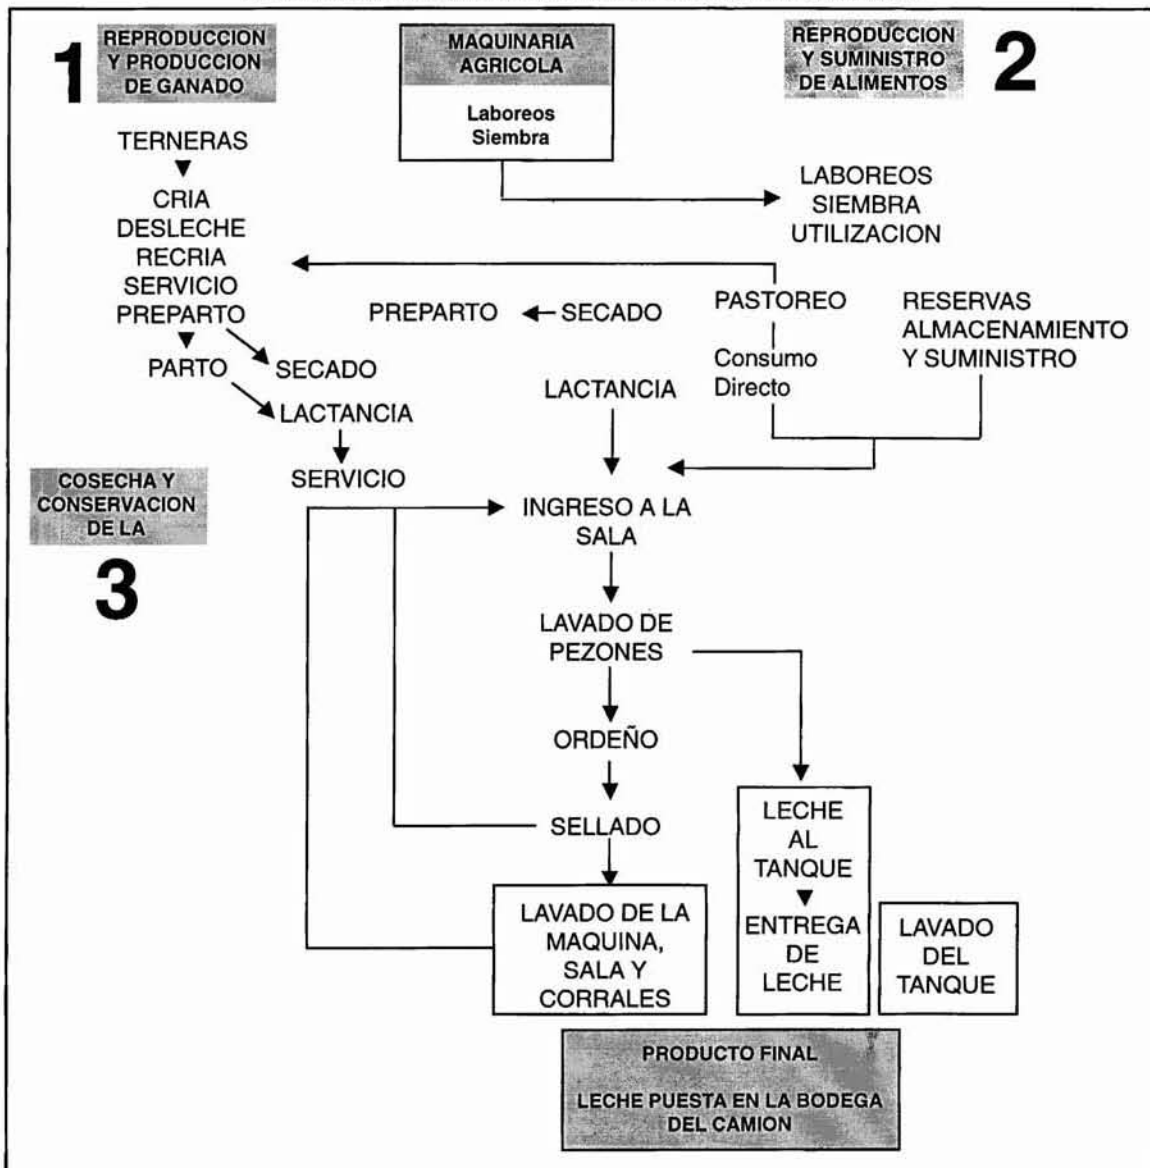 1
REPRODUCCION
Y PRODUCCION
DE GANADO
MAQUINARIA
AGRICOLA
Laboreos
Siembra
REPRODUCCION
Y SUMINISTRO
DE ALIMENTOS
2
TERNERAS
CRIA
DESLECHE
RECRIA
SERVICIO
PREPARTO
PARTO
SECADO
LACTANCIA
SERVICIO
LABOREOS
SIEMBRA
UTILIZACION
PREPARTO
SECADO
PASTOREO
Consumo
Directo
RESERVAS
ALMACENAMIENTO
Y SUMINISTRO
LACTANCIA
COSECHA Y
CONSERVACION
DE LA
3
INGRESO A LA
SALA
LAVADO DE
PEZONES
ORDEÑO
SELLADO
LAVADO DE LA
MAQUINA,
SALA Y
CORRALES
LECHE
AL
TANQUE
ENTREGA
DE
LECHE
LAVADO
DEL
TANQUE
PRODUCTO FINAL
LECHE PUESTA EN LA BODEGA
DEL CAMION